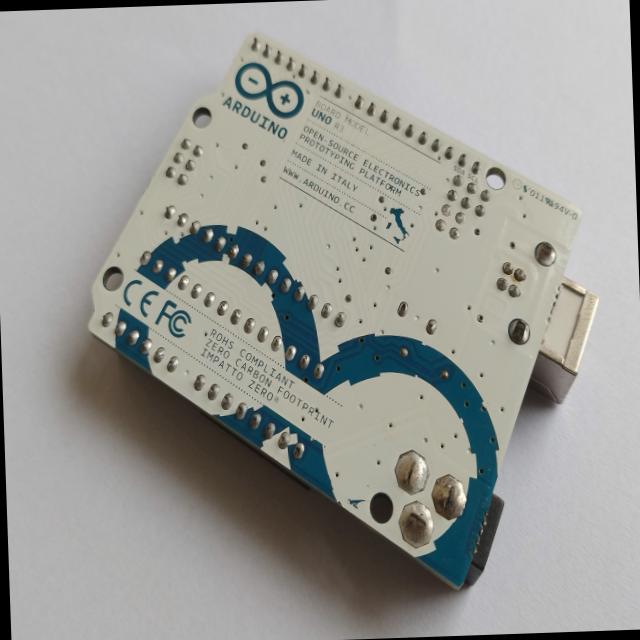 ARDUINO
BOARD MODEL
UNO R3
OPEN-SOURCE ELECTRONICS
PROTOTYPING PLATFORM
MADE IN ITALY
WWW.ARDUINO.CC
CE FC
ROHS COMPLIANT
ZERO CARBON FOOTPRINT
IMPATTO ZERO®